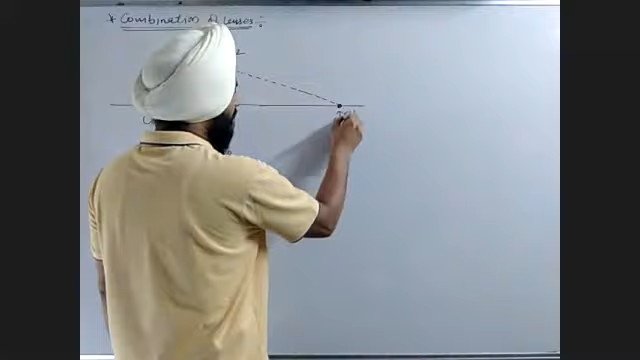 * Combination of Lenses :-